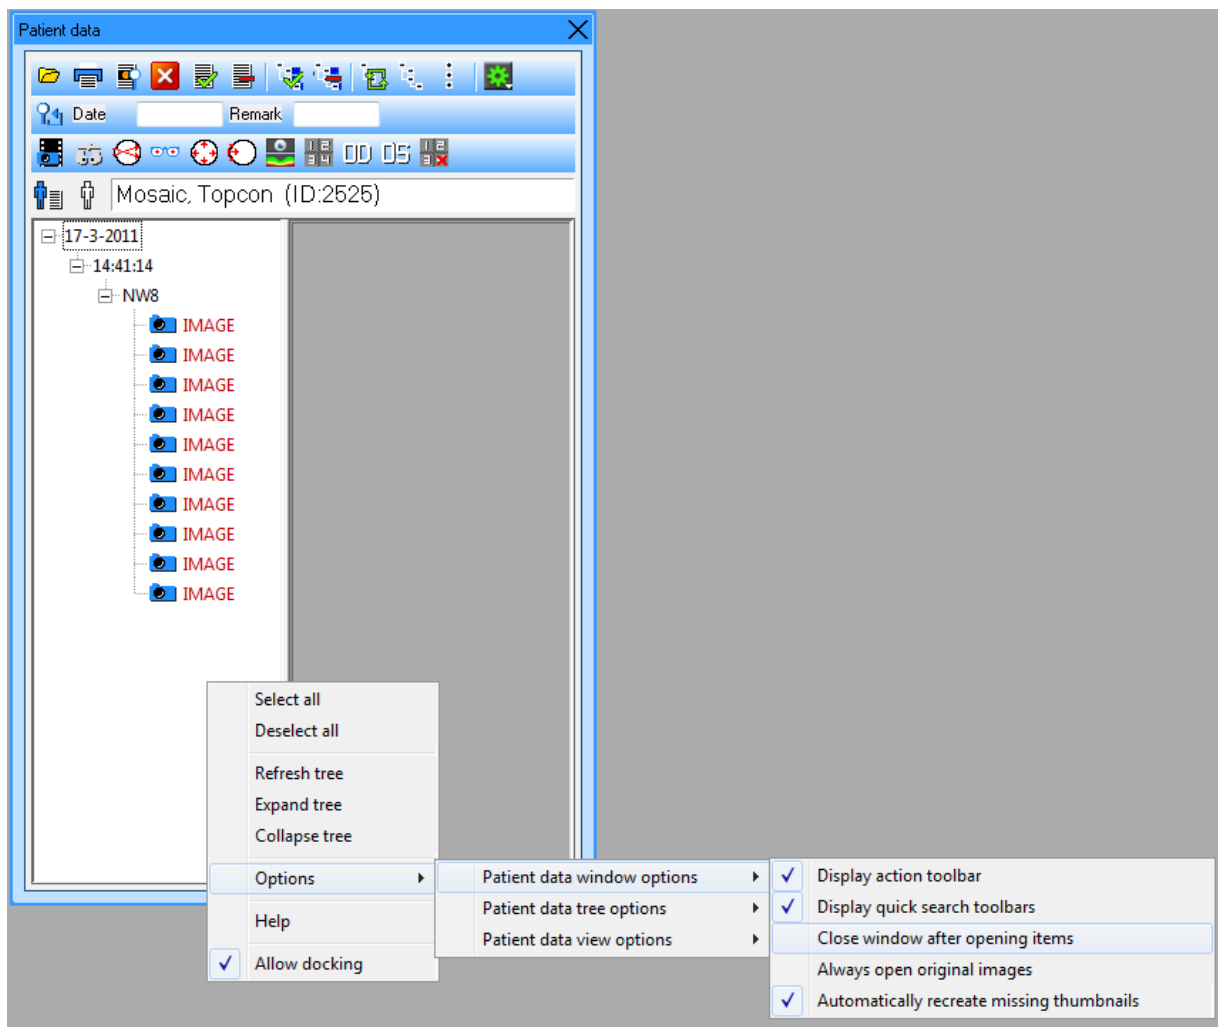 Patient data
Date
Remark
OD OS
Mosaic, Topcon (ID:2525)
17-3-2011
14:41:14
NW8
IMAGE
IMAGE
IMAGE
IMAGE
IMAGE
IMAGE
IMAGE
IMAGE
IMAGE
IMAGE
Select all
Deselect all
Refresh tree
Expand tree
Collapse tree
Options
Help
Allow docking
Patient data window options
Patient data tree options
Patient data view options
Display action toolbar
Display quick search toolbars
Close window after opening items
Always open original images
Automatically recreate missing thumbnails